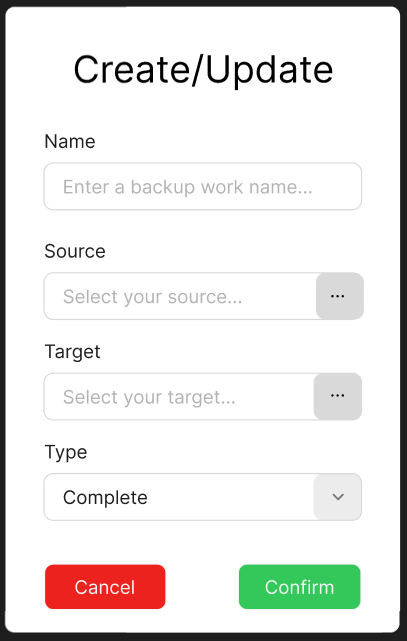 Create/Update
Name
Enter a backup work name...
Source
Select your source...
...
Target
Select your target...
...
Type
Complete
Cancel
Confirm